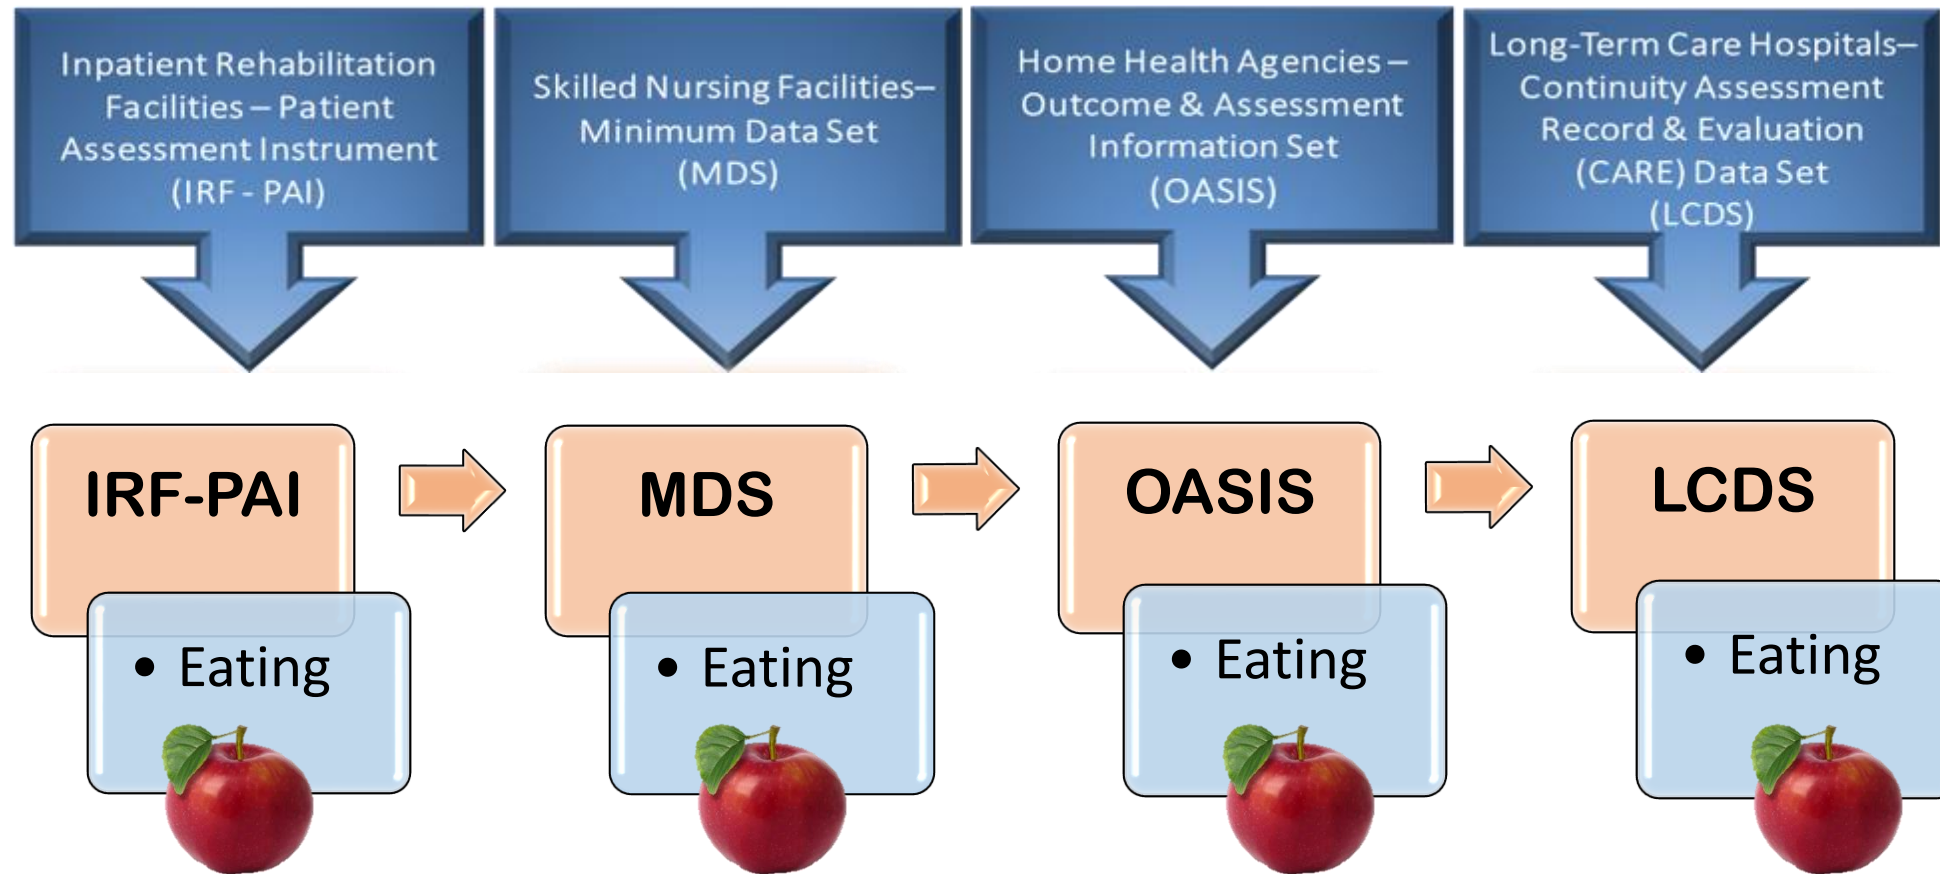 Inpatient Rehabilitation
Facilities – Patient
Assessment Instrument
(IRF - PAI)
Skilled Nursing Facilities–
Minimum Data Set
(MDS)
Home Health Agencies –
Outcome & Assessment
Information Set
(OASIS)
Long-Term Care Hospitals–
Continuity Assessment
Record & Evaluation
(CARE) Data Set
(LCDS)
IRF-PAI
MDS
OASIS
LCDS
• Eating
• Eating
• Eating
• Eating